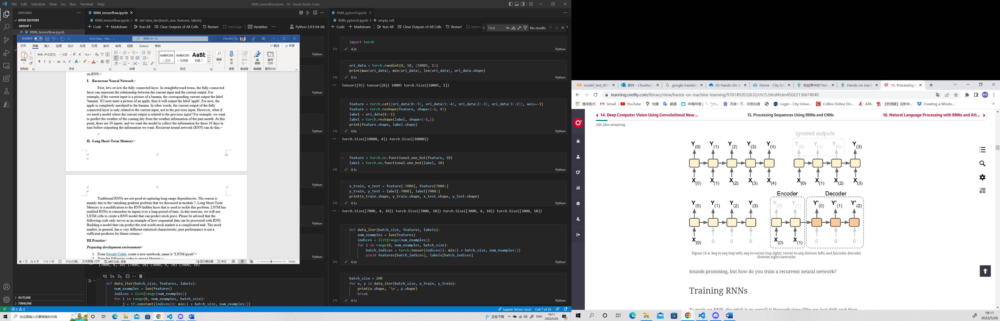 File Edit Selection View Go Run Terminal Help
RNN_tensorflow.ipynb - 10 - Visual Studio Code
EXPLORER
OPEN EDITORS
GROUP 1
RNN_tensorflow.ipynb
RNN_tensorflow.ipynb
RNN_tensorflow.ipynb > def data_iter(batch_size, features, labels):
Code Markdown Run All Clear Outputs of All Cells Restart Interrupt Variables Python 3.9.9 64-bit
自动保存 关 HOS10Aa - RN... 搜索(Alt+Q) Chunhui Xu
文件 开始 插入 绘图 设计 布局 引用 邮件 审阅 视图 Zotero 帮助 批注 共享
宋体 (中文正文) 小四
粘贴
AaBbCcDc AaBbCcDc AaBb
正文 无间隔 标题 1
编辑 听写 敏感性 编辑器 重用文件
剪贴板 字体 段落 样式 语音 敏感度 编辑器 重用文件
on RNN.
I. Recurrent Neural Network
First, let's review the fully connected layer. In straightforward terms, the fully connected
layer can represent the relationship between the current input and the current output. For
example, if the current input is a picture of a banana, the corresponding current output the label
'banana'. If I next enter a picture of an apple, then it will output the label 'apple'. For now, the
apple is completely unrelated to the banana. In other words, the current output of the fully
connected layer is only related to the current input, not to the previous input. However, what if
we need a model where the current output is related to the previous input? For example, we want
to predict the weather of the coming day from the weather information of the past month. At this
point, there are 30 inputs, and we want the model to collect the information for these 30 days in
turn before outputting the information we want. Recurrent neural network (RNN) can do this.
II. Long Short-Term Memory
1
Traditional RNNs are not good at capturing long-range dependencies. The reason is
mainly due to the vanishing gradient problem that we discussed in module 7. Long Short-Term
Memory is a modification to the RNN hidden layer that is used to tackle this problem. LSTM has
enabled RNNs to remember its inputs over a long period of time. In this exercise, we will use
LSTM cells to create a RNN model that can predict stock price. Please be advised that the
following code only serves as an example of how sequential data can be processed with RNN.
Building a model that can predict the real-world stock market is a complicated task. The stock
market, in general, has a very different statistical characteristic; past performance is not a
sufficient predictor for future returns.
III. Practice
Preparing development environment
1. From Google Colab, create a new notebook, name it "LSTM.ipynb"
2. Type the following codes to import libraries
第 1 页，共 8 页 778 个字 中文(中国) 文本预测: 打开 辅助功能: 调查 显示器设置 专注 100%
Python
Python
Python
Python
Python
Python
Python
(7000, 4, 10) (7000, 10) (3000, 4, 10) (3000, 10)
def data_iter(batch_size, features, labels):
num_examples = len(features)
indices = list(range(num_examples))
for i in range(0, num_examples, batch_size):
j = tf.constant(indices[i: min(i + batch_size, num_examples)])
OUTLINE
TIMELINE
0 0
Jupyter Server: local Cell 7 of 26
在这里输入你要搜索的内容
正在下雨 ENG 18:11
2022/5/26
RNN_pytorch.ipynb
RNN_pytorch.ipynb > empty cell
Code Markdown Run All Clear Outputs of All Cells Restart Interru
Find Aa ab No results
import torch
[1] 4.2s Python
ori_data = torch.randint(0, 10, (10005, 1))
print(max(ori_data), min(ori_data), len(ori_data), ori_data.shape)
[2] 0.1s Python
tensor([9]) tensor([0]) 10005 torch.Size([10005, 1])
feature = torch.cat((ori_data[0:-5], ori_data[1:-4], ori_data[2:-3], ori_data[3:-2]), axis=-1)
feature = torch.reshape(feature, shape=(-1, 4))
label = ori_data[4:-1]
label = torch.reshape(label, shape=(-1,))
print(feature.shape, label.shape)
[3] 0.6s Python
torch.Size([10000, 4]) torch.Size([10000])
feature = torch.nn.functional.one_hot(feature, 10)
label = torch.nn.functional.one_hot(label, 10)
[4] 0.1s Python
x_train, x_test = feature[:7000], feature[7000:]
y_train, y_test = label[:7000], label[7000:]
print(x_train.shape, y_train.shape, x_test.shape, y_test.shape)
[5] 0.1s Python
torch.Size([7000, 4, 10]) torch.Size([7000, 10]) torch.Size([3000, 4, 10]) torch.Size([3000, 10])
def data_iter(batch_size, features, labels):
num_examples = len(features)
indices = list(range(num_examples))
for i in range(0, num_examples, batch_size):
batch_indices = torch.tensor(indices[i: min(i + batch_size, num_examples)])
yield features[batch_indices], labels[batch_indices]
[6] 0.2s Python
batch_size = 200
for x, y in data_iter(batch_size, x_train, y_train):
print(x.shape, '\n', y.shape)
break
[7] 0.1s Python
model_test_051 邮件 - Chunhui google translate 05 Hands-On Sk Home - City Uni 各結果中的"Han Hands-on mach 15. Processing S
learning.oreilly.com/library/view/hands-on-machine-learning/9781492032632/ch15.html#idm45022136674040
應用程式 Gmail YouTube 地圖 翻譯 哔哩哔哩 (゜-゜)つ... 百度一下，你就知道 Login - City Unive... Collins Online Dic... APA 【新提醒】迎新年... Creating a Windo...
14. Deep Computer Vision Using Convolutional Neur... 15. Processing Sequences Using RNNs and CNNs 16. Natural Language Processing with RNNs and Att...
23h 34m remaining
Ignored outputs
Y(0) Y(1) Y(2) Y(3) Y(4) Y(0) Y(1) Y(2) Y(3)
X(0) X(1) X(2) X(3) X(4) X(0) X(1) X(2) X(3)
Encoder Decoder
Y(0) Y(1) Y(2) Y(3) Y(0) Y(1) Y'(0) Y'(1) Y'(2)
X(0) 0 0 0 X(0) X(1) 0 0 0
Figure 15-4. Seq-to-seq (top left), seq-to-vector (top right), vector-to-seq (bottom left), and Encoder–Decoder
(bottom right) networks
Sounds promising, but how do you train a recurrent neural network?
Training RNNs
To train an RNN, the trick is to unroll it through time (like we just did) and then
18:11
2022/5/26